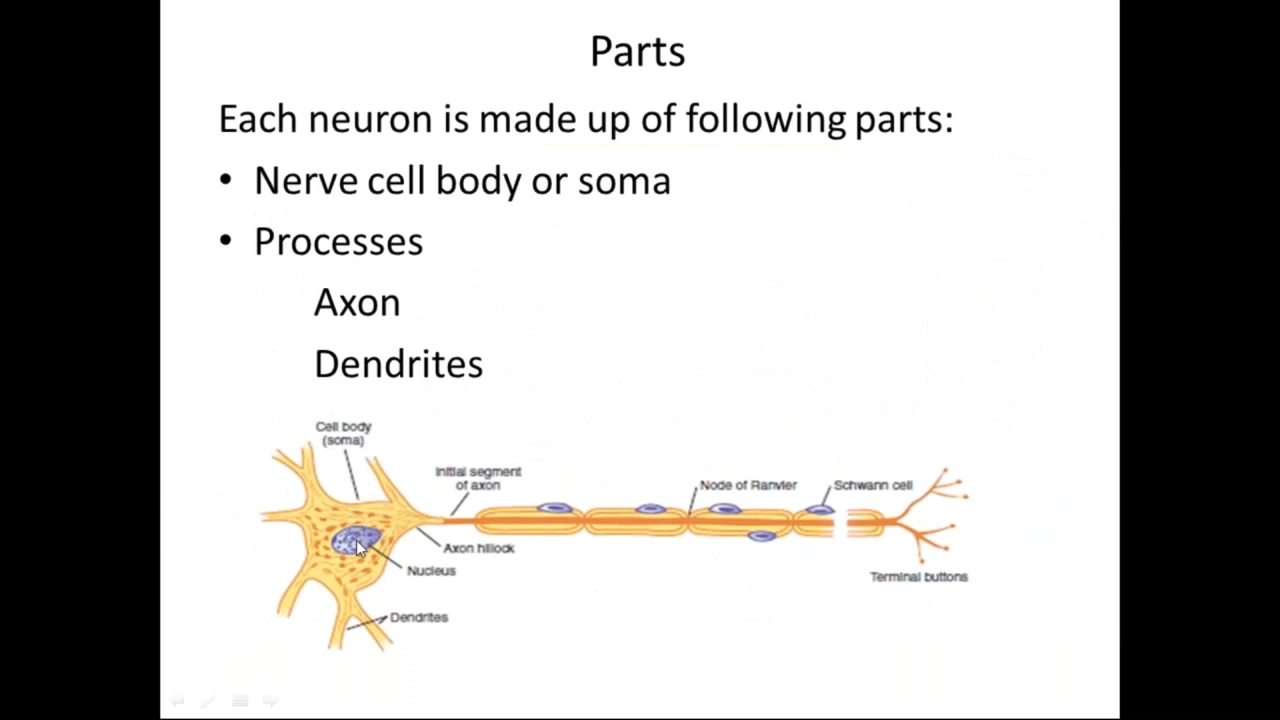 Parts
Each neuron is made up of following parts:
• Nerve cell body or soma
• Processes
Axon
Dendrites
Cell body
(soma)
Initial segment
of axon
Node of Ranvier
Schwann cell
Axon hillock
Nucleus
Terminal buttons
Dendrites